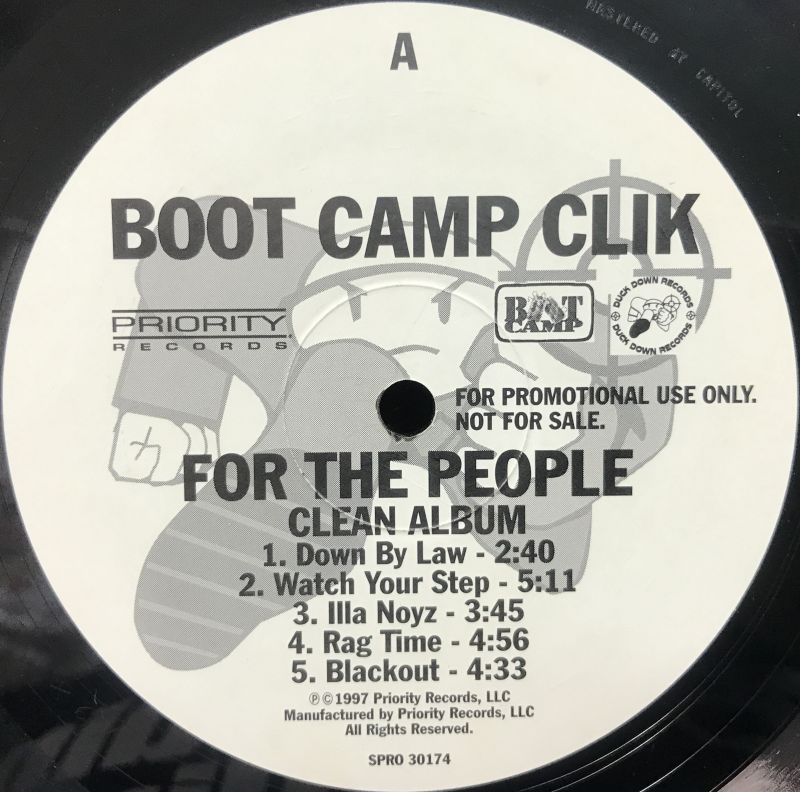 MASTERED BY CAPITOL
A
BOOT CAMP CLIK
PRIORITY
RECORDS
BOOT
CAMP
DUCK DOWN RECORDS
DUCK DOWN RECORDS
FOR PROMOTIONAL USE ONLY.
NOT FOR SALE.
FOR THE PEOPLE
CLEAN ALBUM
1. Down By Law - 2:40
2. Watch Your Step - 5:11
3. Illa Noyz - 3:45
4. Rag Time - 4:56
5. Blackout - 4:33
℗©1997 Priority Records, LLC
Manufactured by Priority Records, LLC
All Rights Reserved.
SPRO 30174